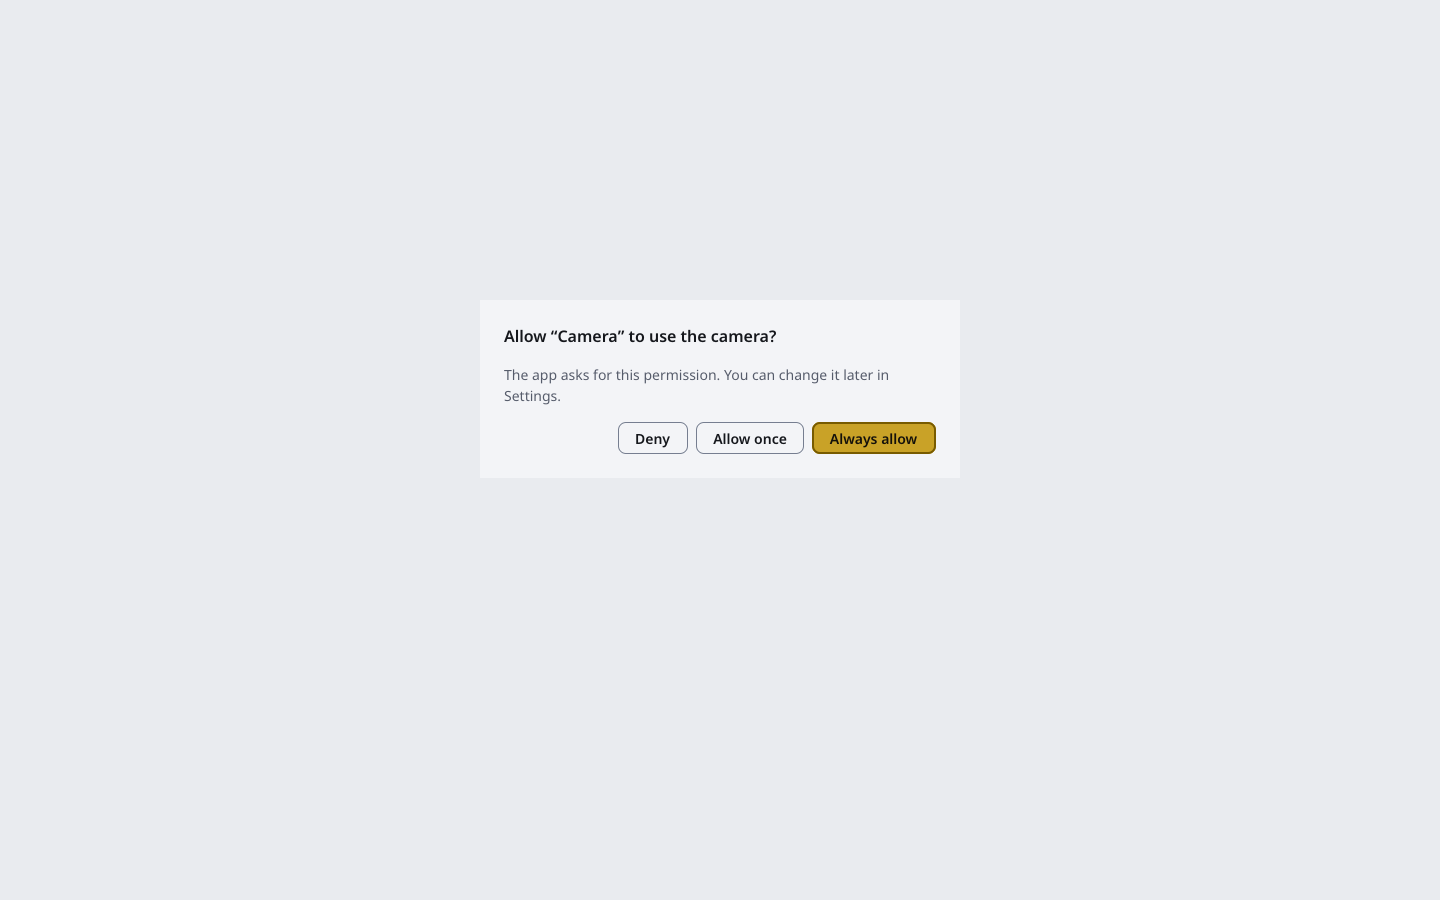 Allow “Camera” to use the camera?
The app asks for this permission. You can change it later in
Settings.
Deny
Allow once
Always allow